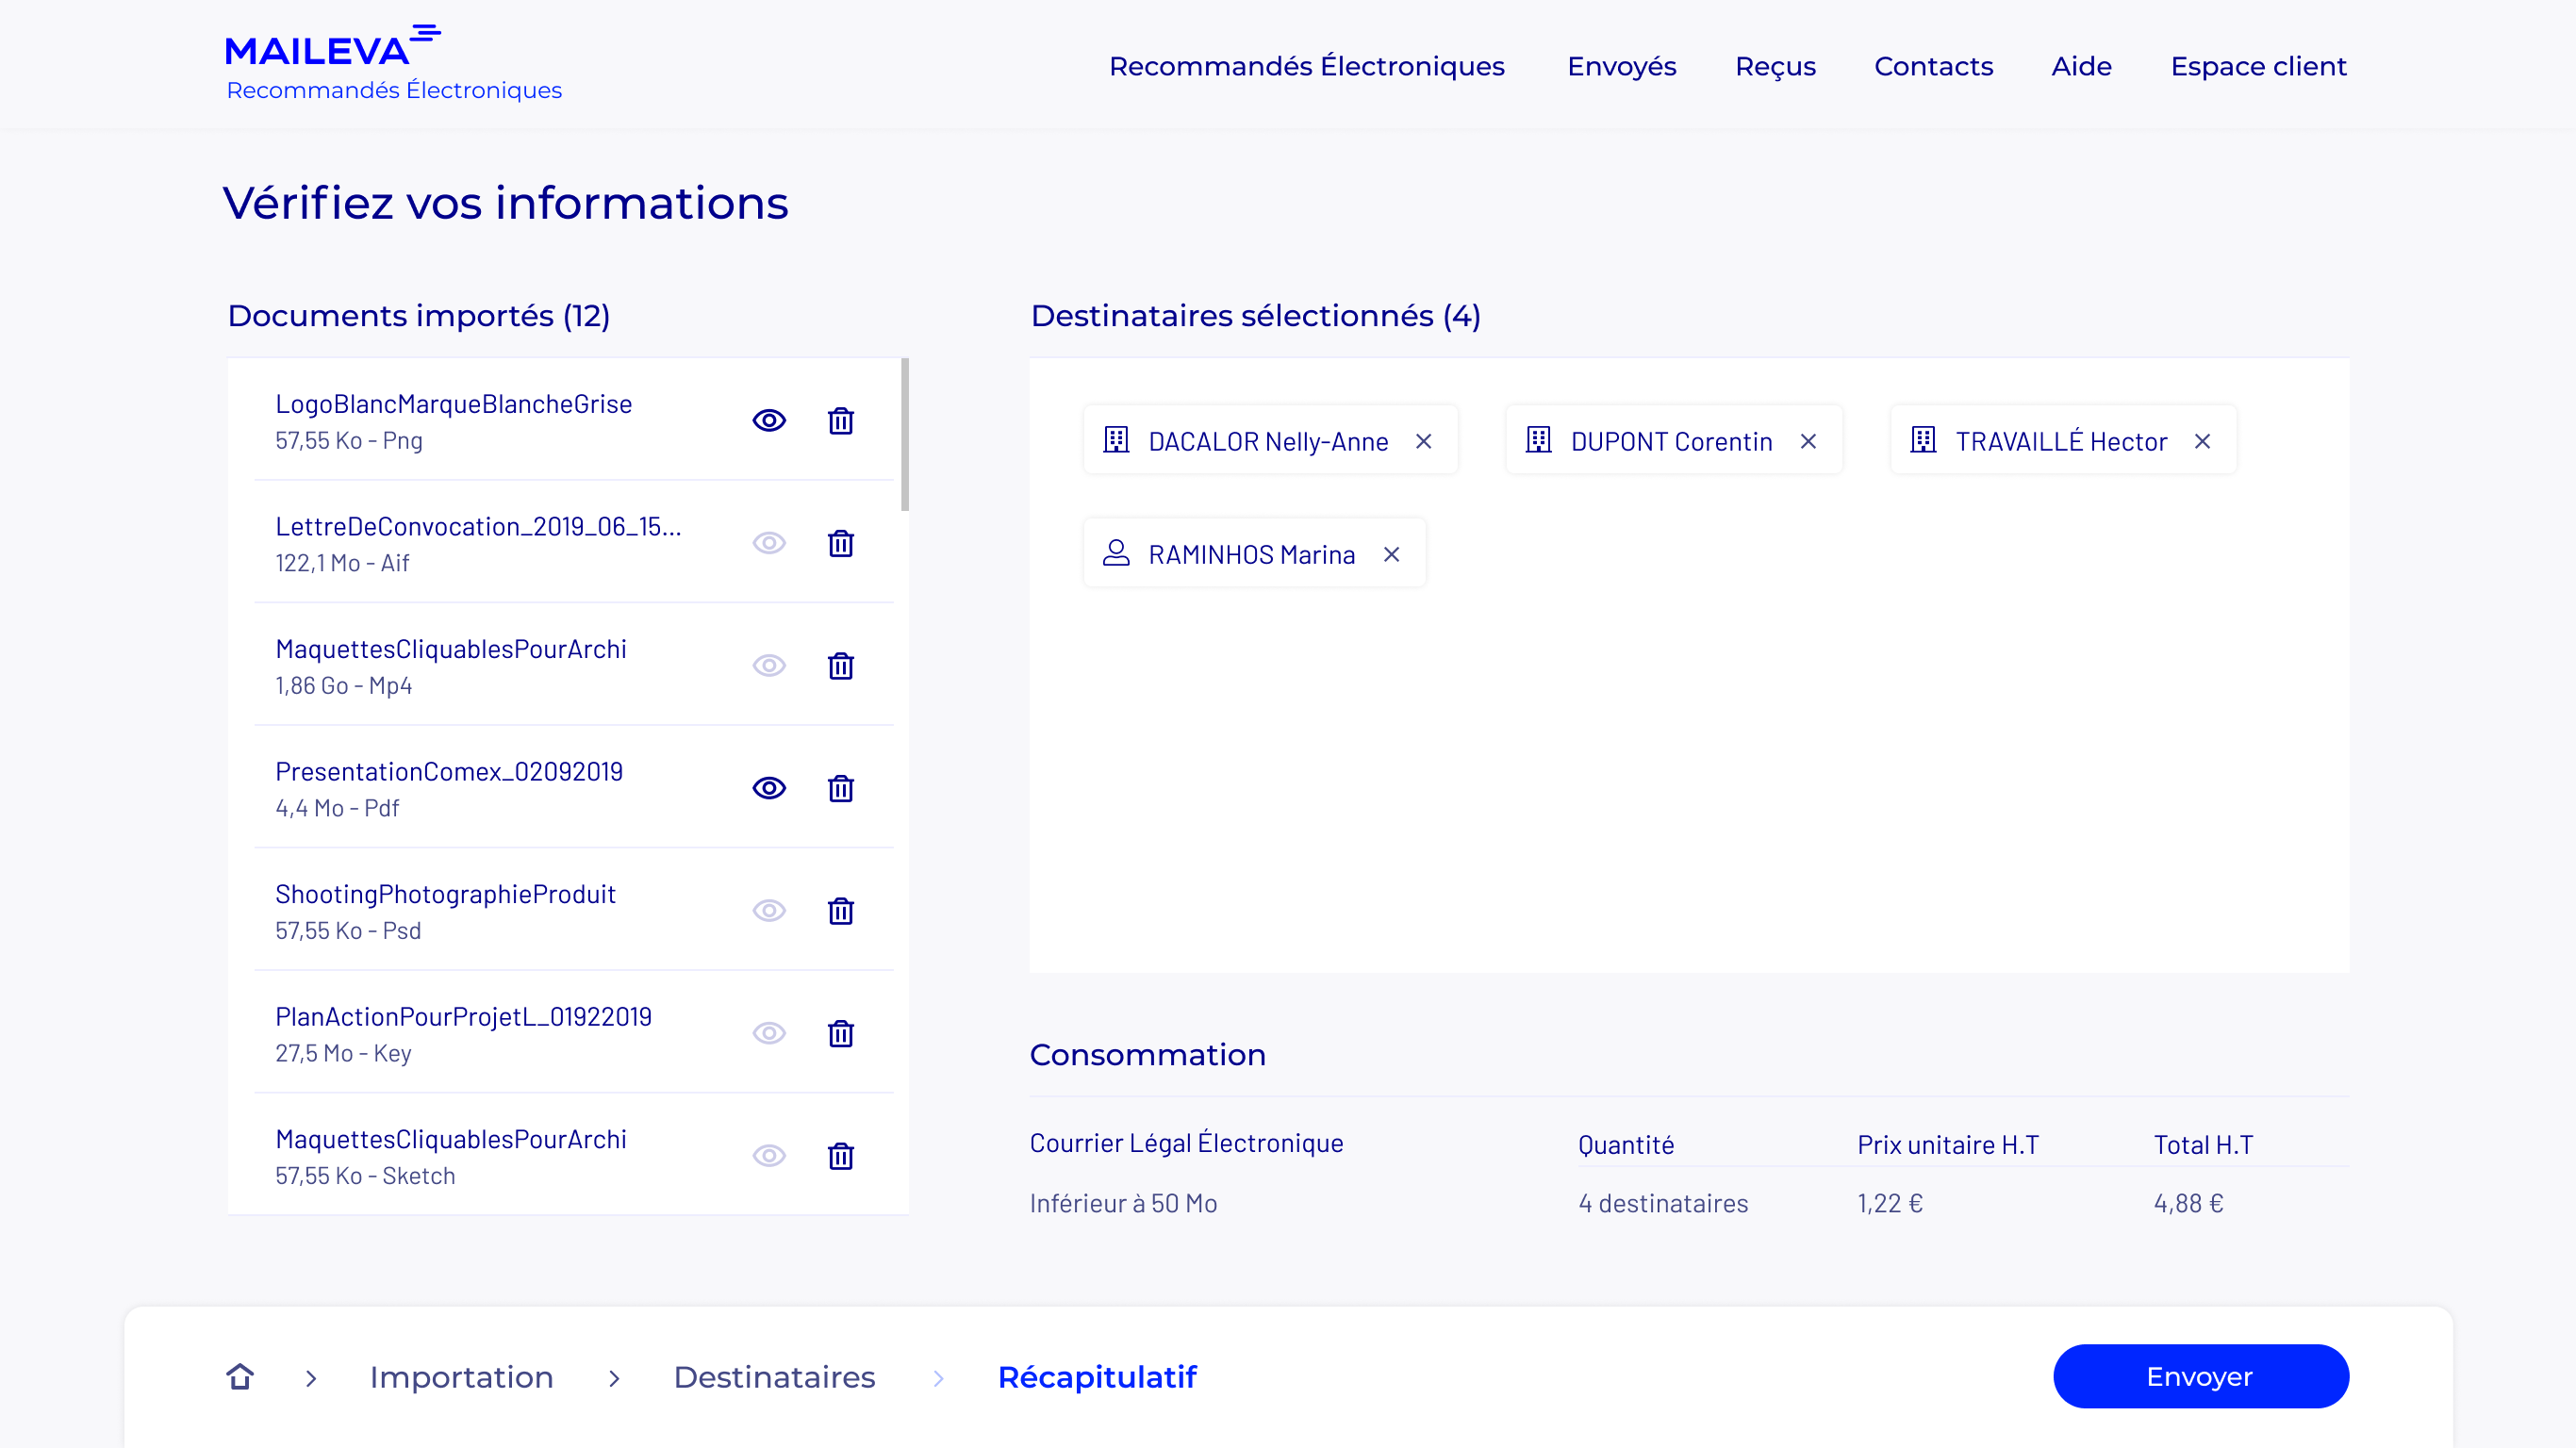 MAILEVA
Recommandés Électroniques
Recommandés Électroniques Envoyés Reçus Contacts Aide Espace client
Vérifiez vos informations
Documents importés (12)
LogoBlancMarqueBlancheGrise
57,55 Ko - Png
LettreDeConvocation_2019_06_15...
122,1 Mo - Aif
MaquettesCliquablesPourArchi
1,86 Go - Mp4
PresentationComex_02092019
4,4 Mo - Pdf
ShootingPhotographieProduit
57,55 Ko - Psd
PlanActionPourProjetL_01922019
27,5 Mo - Key
MaquettesCliquablesPourArchi
57,55 Ko - Sketch
Destinataires sélectionnés (4)
DACALOR Nelly-Anne
DUPONT Corentin
TRAVAILLÉ Hector
RAMINHOS Marina
Consommation
Courrier Légal Électronique Quantité Prix unitaire H.T Total H.T
Inférieur à 50 Mo 4 destinataires 1,22 € 4,88 €
Importation Destinataires Récapitulatif
Envoyer